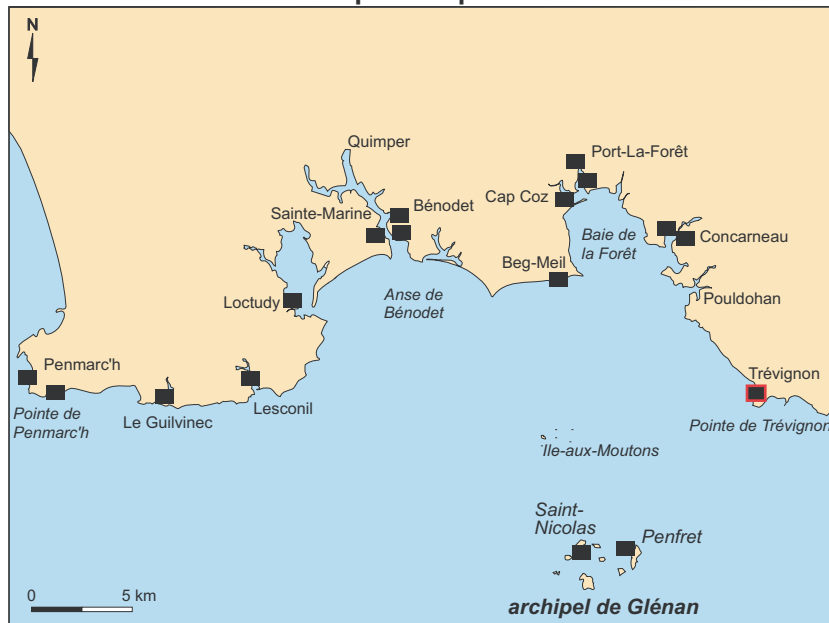 N
Quimper
Port-La-Forêt
Sainte-Marine
Bénodet
Cap Coz
Concarneau
Baie de
la Forêt
Beg-Meil
Anse de
Bénodet
Loctudy
Pouldohan
Penmarc'h
Trévignon
Le Guilvinec
Lesconil
Pointe de
Penmarc'h
Pointe de Trévignon
Ile-aux-Moutons
Saint-
Nicolas
Penfret
0 5 km
archipel de Glénan